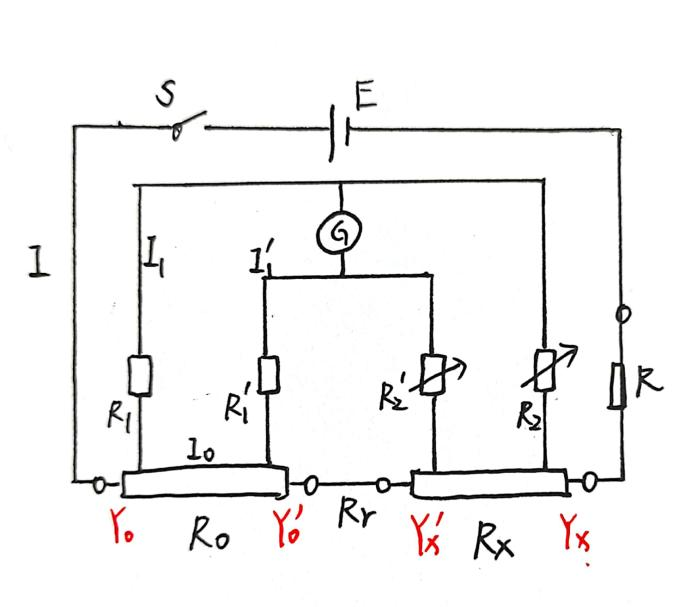 S E
I I₁ I₁′ G
R₁ R₁′ R₂′ R₂ R
I₀
Y₀ R₀ Y₀′ Rr Yx′ Rx Yx